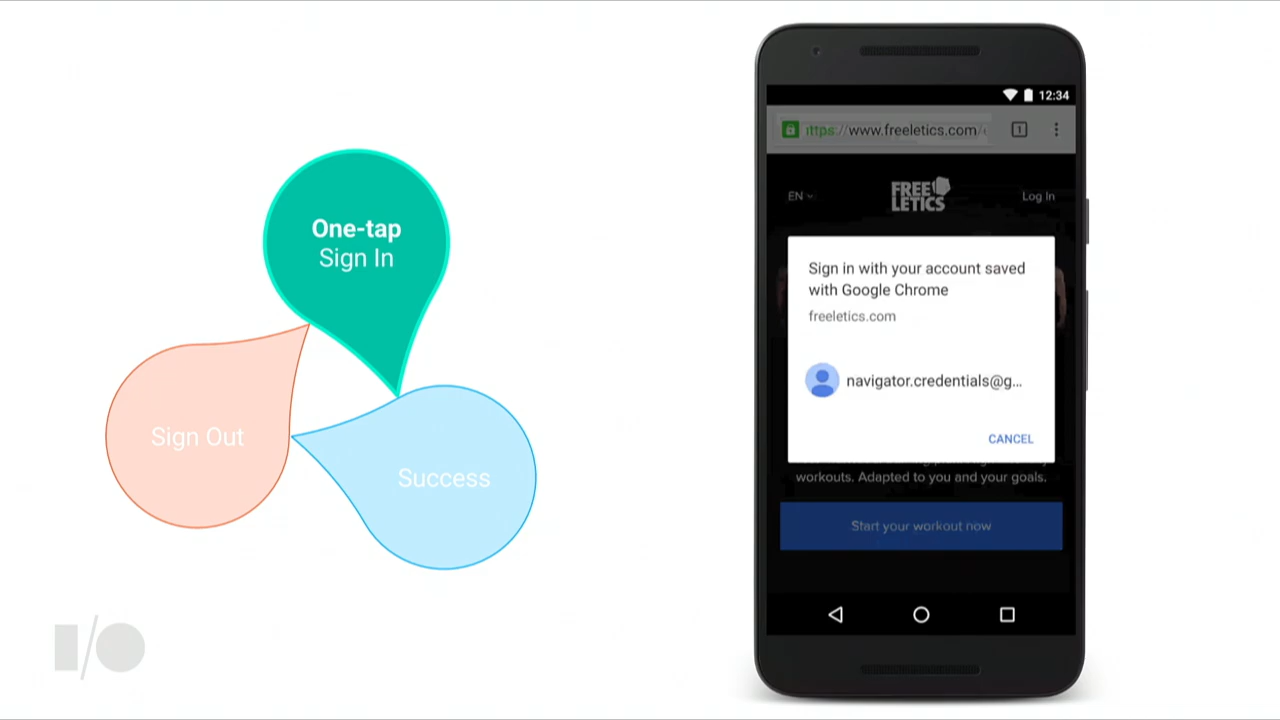 One-tap
Sign In
Sign Out
Success
I/O
12:34
https://www.freeletics.com/
1
EN
FREE
LETICS
Log In
Sign in with your account saved
with Google Chrome
freeletics.com
navigator.credentials@g...
CANCEL
workouts. Adapted to you and your goals.
Start your workout now